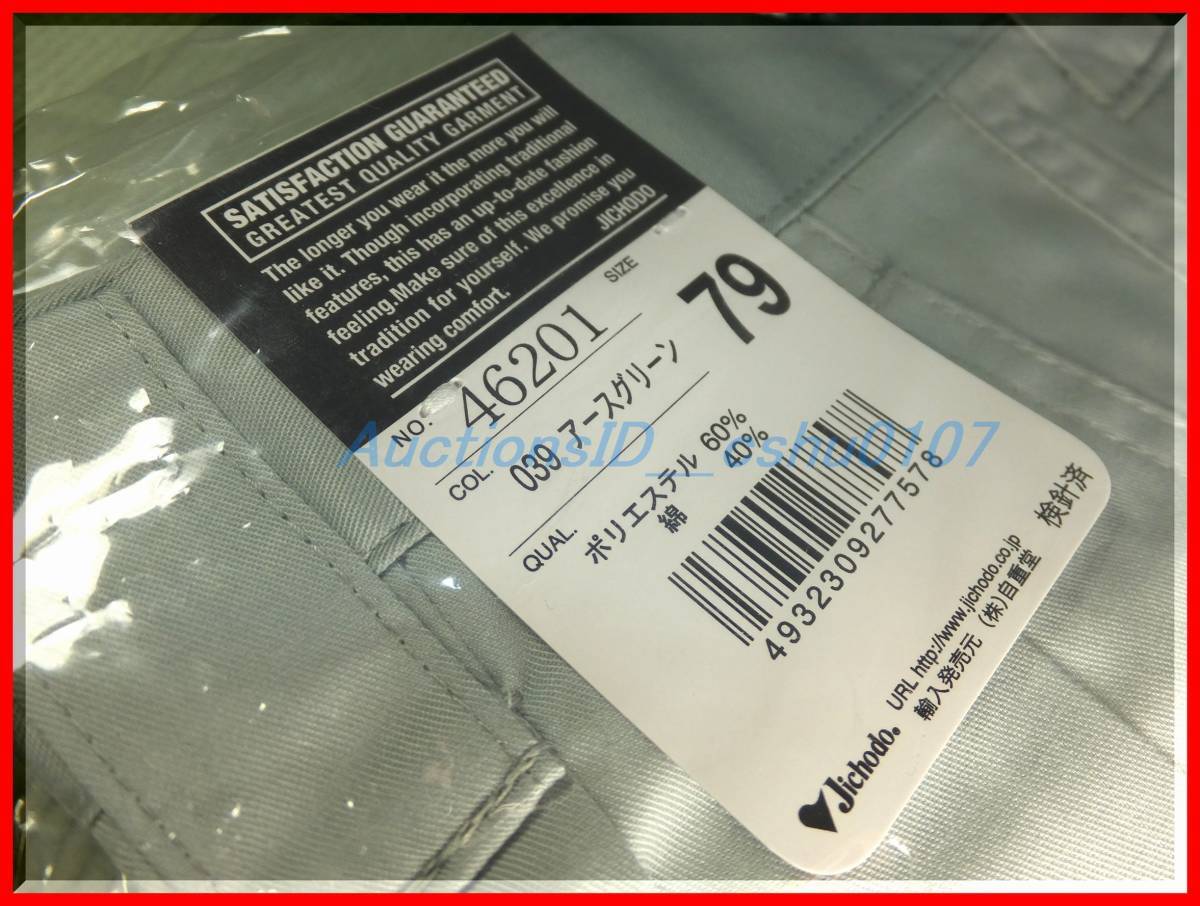 SATISFACTION GUARANTEED
GREATEST QUALITY GARMENT
The longer you wear it the more you will
like it. Though incorporating traditional
features, this has an up-to-date fashion
feeling,Make sure of this excellence in
tradition for yourself. We promise you
wearing comfort.
JICHODO
NO. 46201
SIZE 79
COL. 039 アースグリーン
QUAL. ポリエステル 60%
綿 40%
4932309277578
検針済
URL http://www.jichodo.co.jp
輸入発売元 (株)自重堂
Jichodo.
AuctionsID__cshu0107